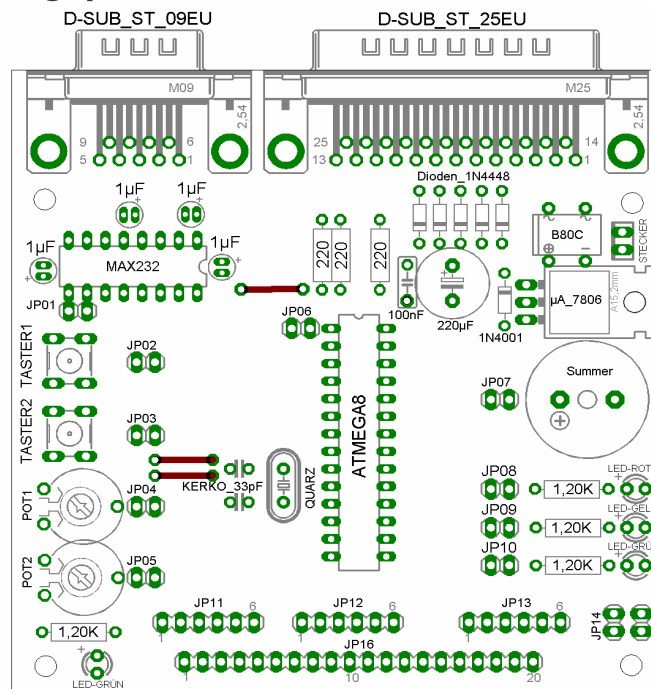 D-SUB_ST_09EU
D-SUB_ST_25EU
M09
M25
2,54
2,54
9
6
5
1
25
14
13
1
Dioden_1N4448
1µF
1µF
1µF
1µF
MAX232
220
220
220
B80C
STECKER
µA_7806
A15,2mm
100nF
220µF
1N4001
JP01
JP06
TASTER1
JP02
ATMEGA8
JP07
Summer
TASTER2
JP03
KERKO_33pF
QUARZ
POT1
JP04
JP08
1,20K
LED-ROT
JP09
1,20K
LED-GEL
POT2
JP05
JP10
1,20K
LED-GRÜ
JP11
6
1
JP12
6
1
JP13
6
1
JP14
1,20K
JP16
1
10
20
LED-GRÜN